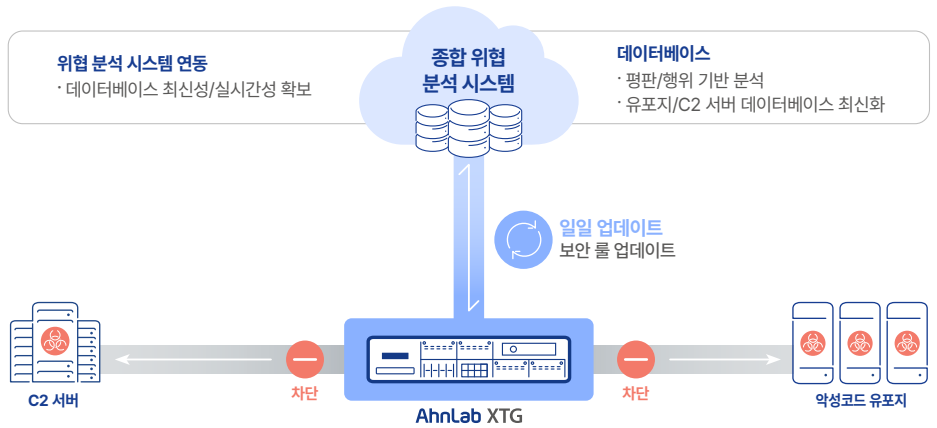 위협 분석 시스템 연동
· 데이터베이스 최신성/실시간성 확보
종합 위협
분석 시스템
데이터베이스
· 평판/행위 기반 분석
· 유포지/C2 서버 데이터베이스 최신화
일일 업데이트
보안 룰 업데이트
C2 서버
차단
AhnLab XTG
차단
악성코드 유포지